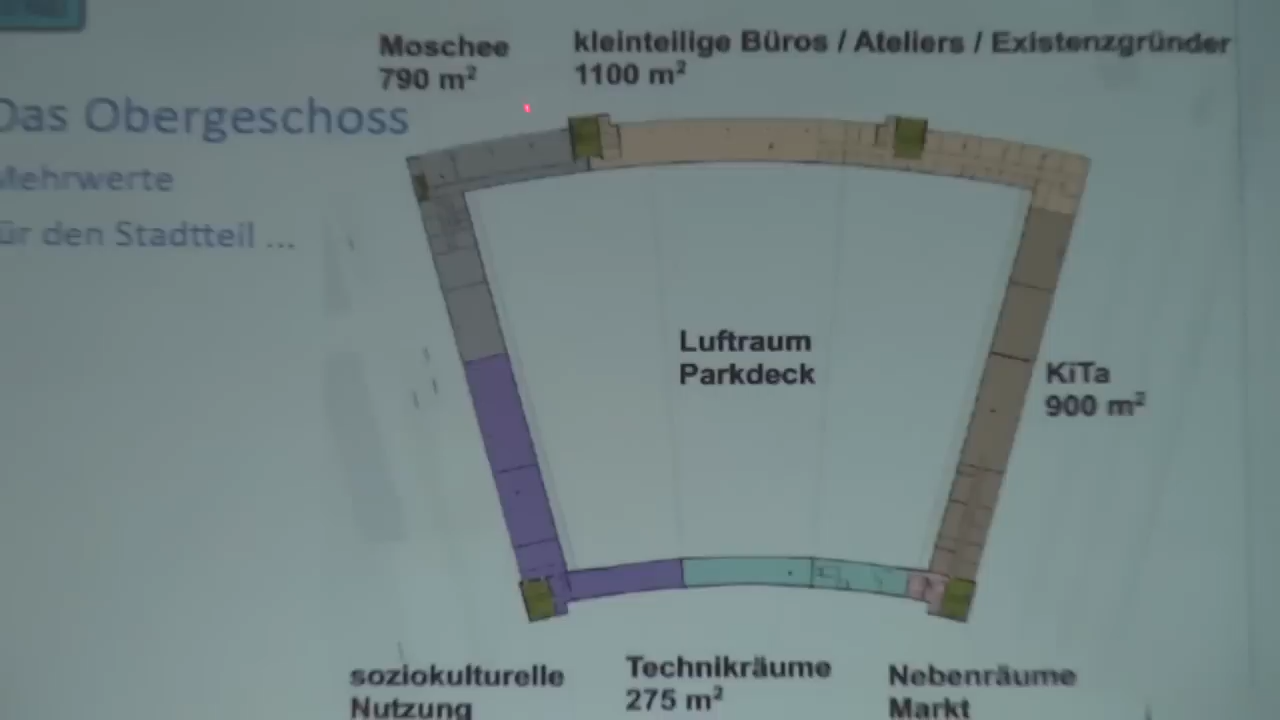 Moschee
790 m²
kleinteilige Büros / Ateliers / Existenzgründer
1100 m²
Das Obergeschoss
Mehrwerte
für den Stadtteil ...
Luftraum
Parkdeck
KiTa
900 m²
soziokulturelle
Nutzung
Technikräume
275 m²
Nebenräume
Markt